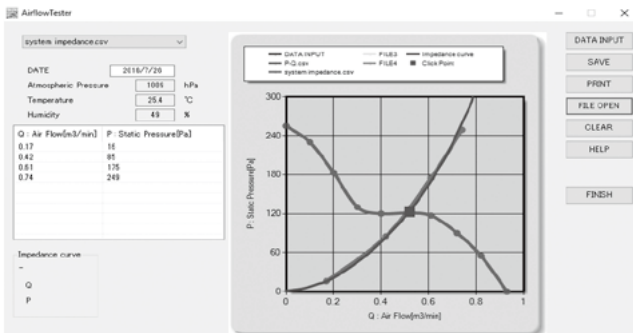 AirflowTester
system impedance.csv
DATE 2016/7/26
Atmospheric Pressure 1005 hPa
Temperature 25.4 ℃
Humidity 49 %
Q : Air Flow[m3/min] P : Static Pressure[Pa]
0.17 16
0.42 85
0.61 175
0.74 249
Impedance curve
-
Q
P
DATA INPUT FILE3 Impedance curve
P-Q.csv FILE4 Click Point
system impedance.csv
300
240
180
120
60
0
P : Static Pressure[Pa]
0 0.2 0.4 0.6 0.8 1
Q : Air Flow[m3/min]
DATA INPUT
SAVE
PRINT
FILE OPEN
CLEAR
HELP
FINISH